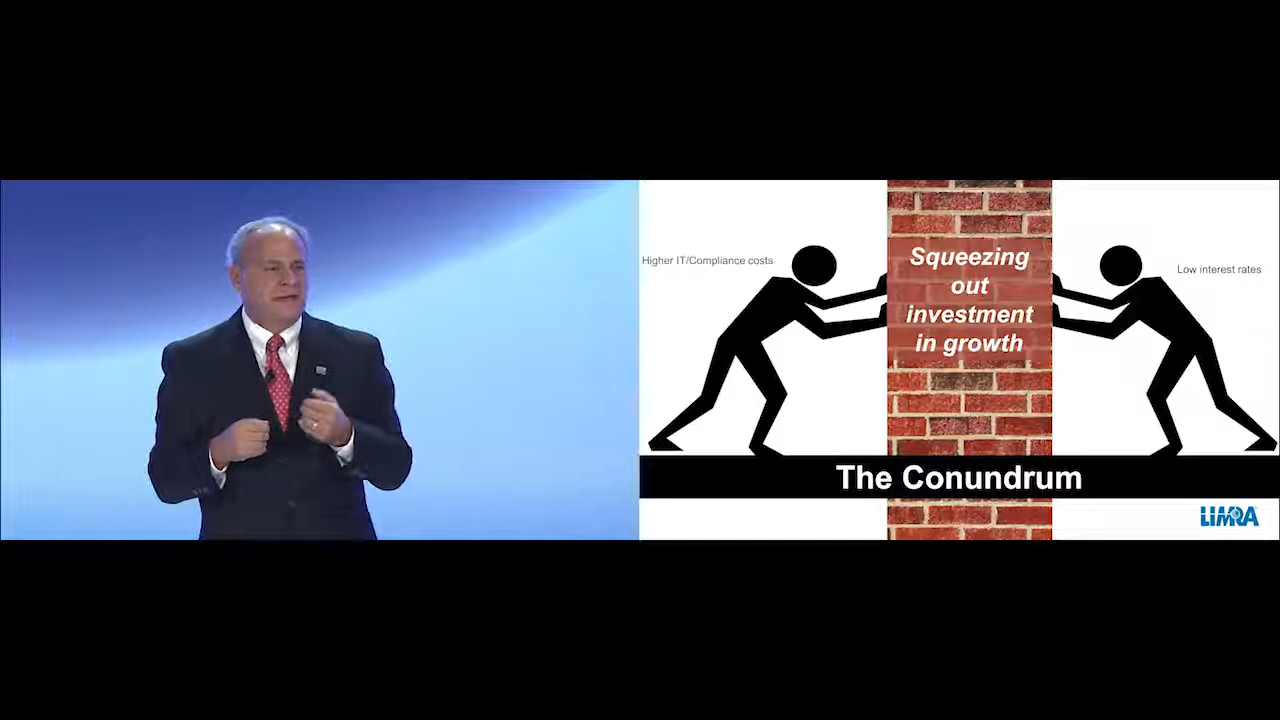 Higher IT/Compliance costs
Squeezing
out
investment
in growth
Low interest rates
The Conundrum
LIMRA